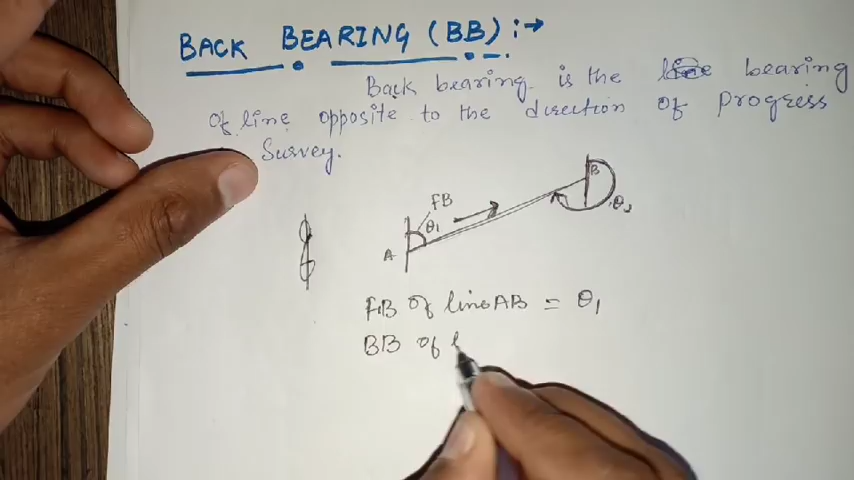 BACK BEARING (BB) :→
Back bearing is the bearing
of line opposite to the direction of Progress
Survey.
B
FB
θ1
θ2
A
FB of line AB = θ1
BB of l